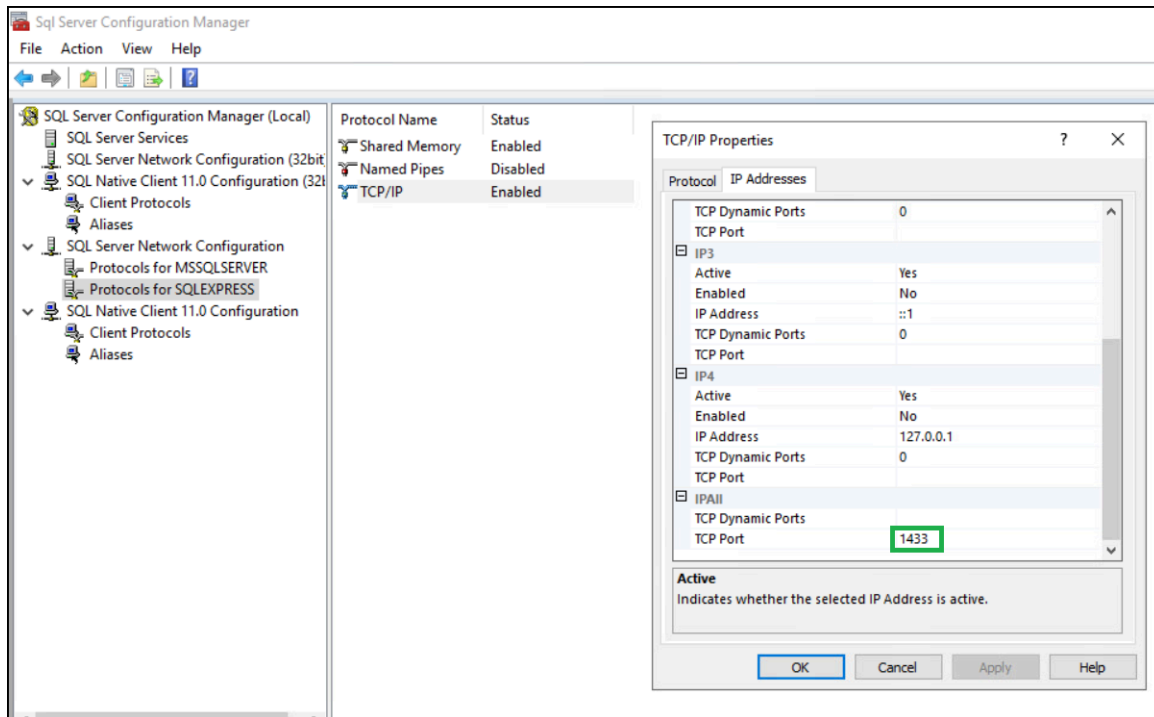 Sql Server Configuration Manager
File Action View Help
SQL Server Configuration Manager (Local)
SQL Server Services
SQL Server Network Configuration (32bit
SQL Native Client 11.0 Configuration (32b
Client Protocols
Aliases
SQL Server Network Configuration
Protocols for MSSQLSERVER
Protocols for SQLEXPRESS
SQL Native Client 11.0 Configuration
Client Protocols
Aliases
Protocol Name Status
Shared Memory Enabled
Named Pipes Disabled
TCP/IP Enabled
TCP/IP Properties
Protocol IP Addresses
TCP Dynamic Ports 0
TCP Port
IP3
Active Yes
Enabled No
IP Address ::1
TCP Dynamic Ports 0
TCP Port
IP4
Active Yes
Enabled No
IP Address 127.0.0.1
TCP Dynamic Ports 0
TCP Port
IPAll
TCP Dynamic Ports
TCP Port 1433
Active
Indicates whether the selected IP Address is active.
OK Cancel Apply Help